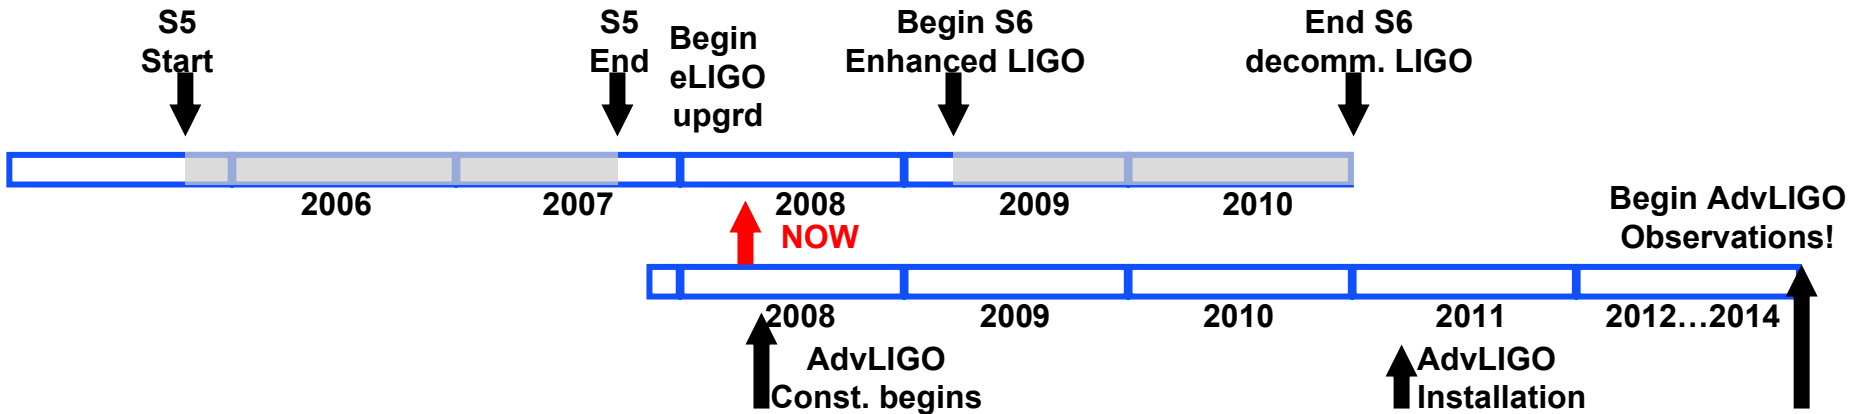 S5
Start
S5
End
Begin
eLIGO
upgrd
Begin S6
Enhanced LIGO
End S6
decomm. LIGO
2006
2007
2008
2009
2010
NOW
Begin AdvLIGO
Observations!
2008
2009
2010
2011
2012...2014
AdvLIGO
Const. begins
AdvLIGO
Installation